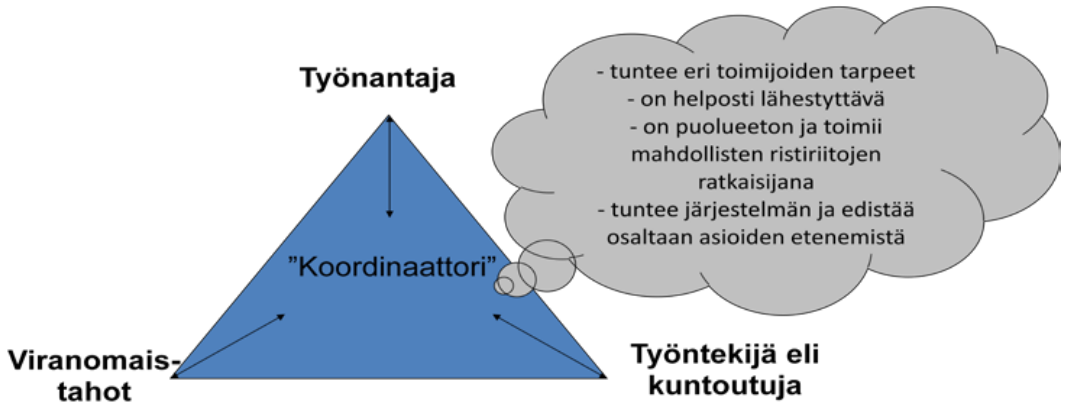 Työnantaja
- tuntee eri toimijoiden tarpeet
- on helposti lähestyttävä
- on puolueeton ja toimii
mahdollisten ristiriitojen
ratkaisijana
- tuntee järjestelmän ja edistää
osaltaan asioiden etenemistä
”Koordinaattori”
Viranomais-
tahot
Työntekijä eli
kuntoutuja